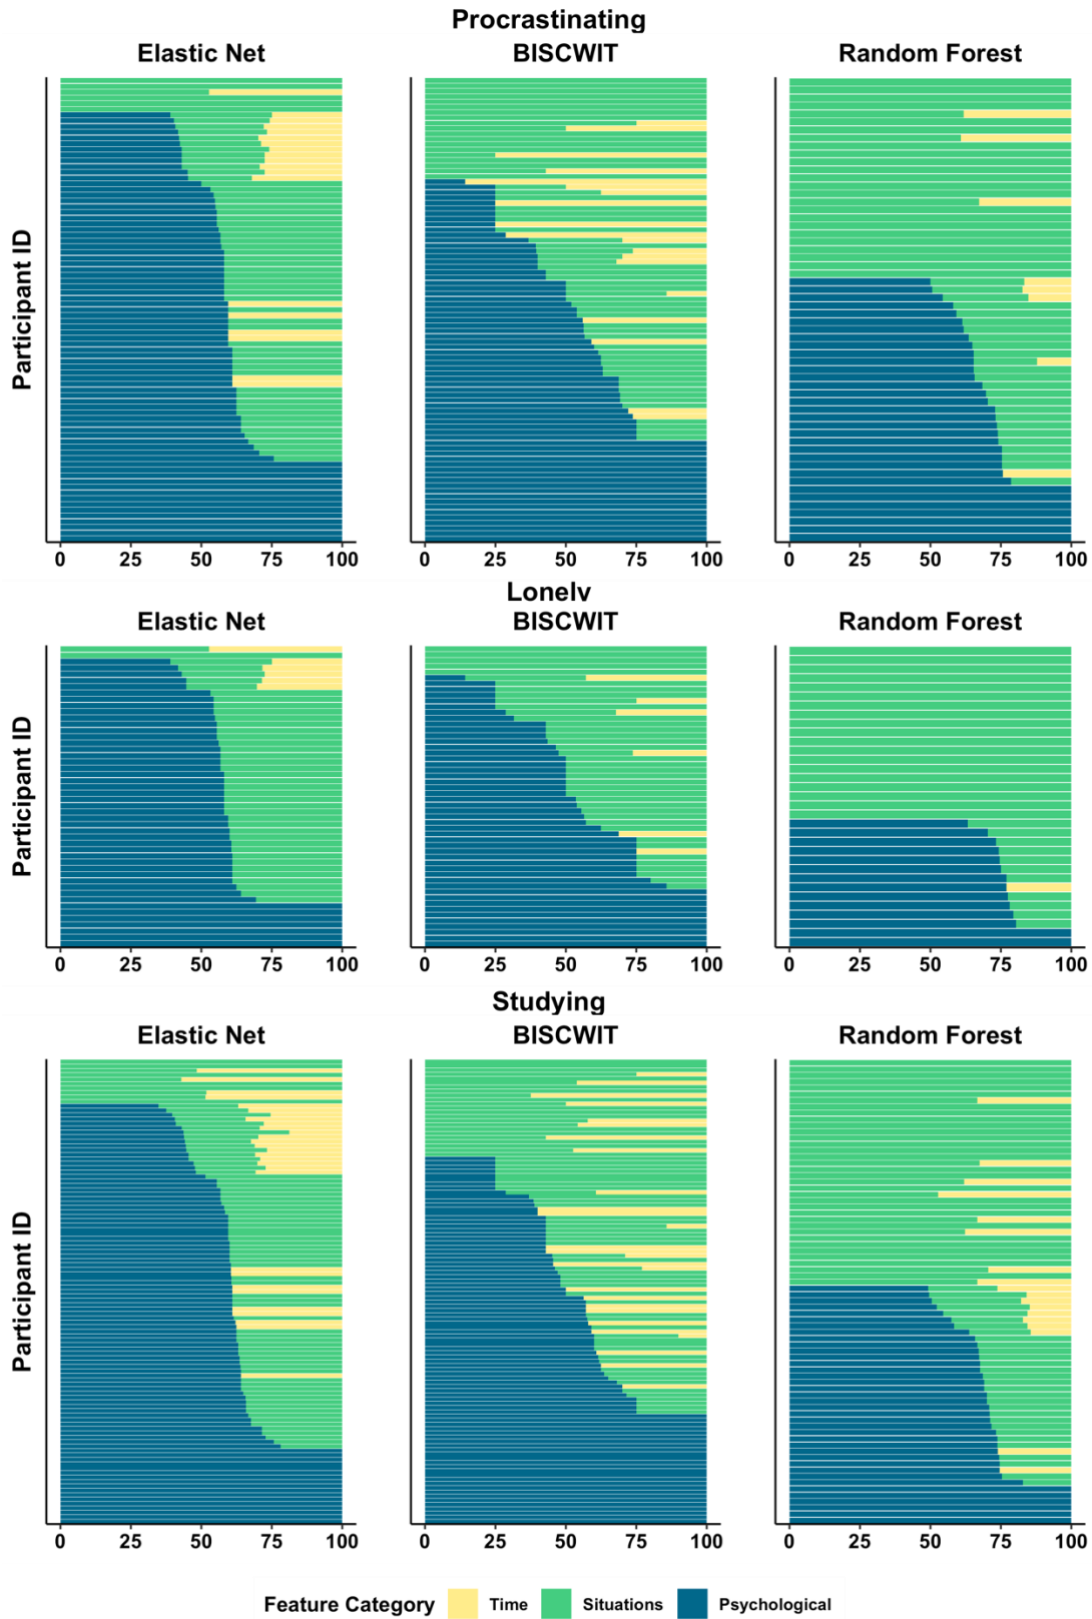 Procrastinating
Elastic Net BISCWIT Random Forest
Participant ID
0 25 50 75 100 0 25 50 75 100 0 25 50 75 100
Lonely
Elastic Net BISCWIT Random Forest
Participant ID
0 25 50 75 100 0 25 50 75 100 0 25 50 75 100
Studying
Elastic Net BISCWIT Random Forest
Participant ID
0 25 50 75 100 0 25 50 75 100 0 25 50 75 100
Feature Category Time Situations Psychological